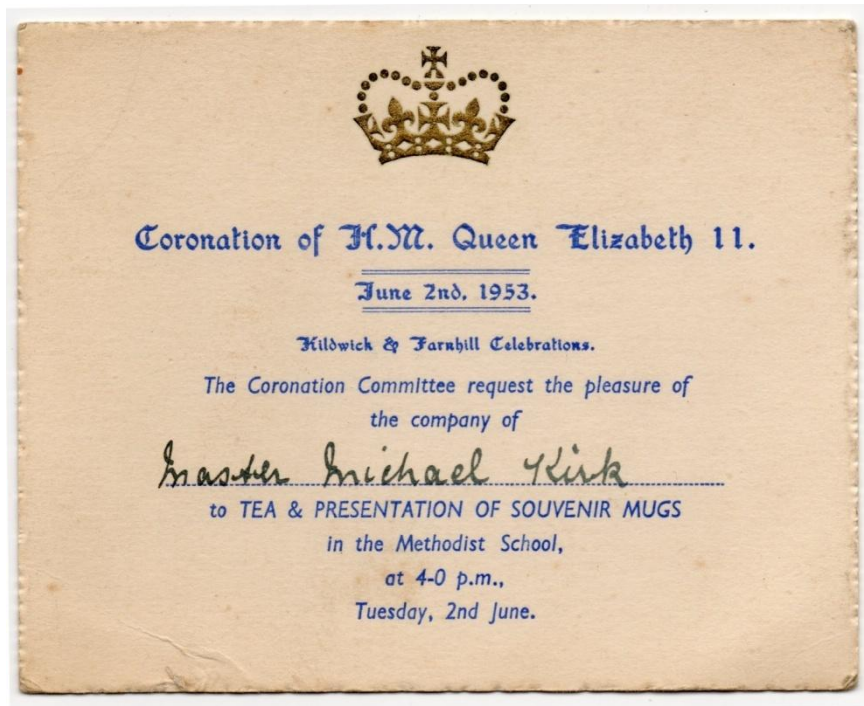 Coronation of H.M. Queen Elizabeth 11.
June 2nd, 1953.
Kildwick & Farnhill Celebrations.
The Coronation Committee request the pleasure of
the company of
Master Michael Kirk
to TEA & PRESENTATION OF SOUVENIR MUGS
in the Methodist School,
at 4-0 p.m.,
Tuesday, 2nd June.